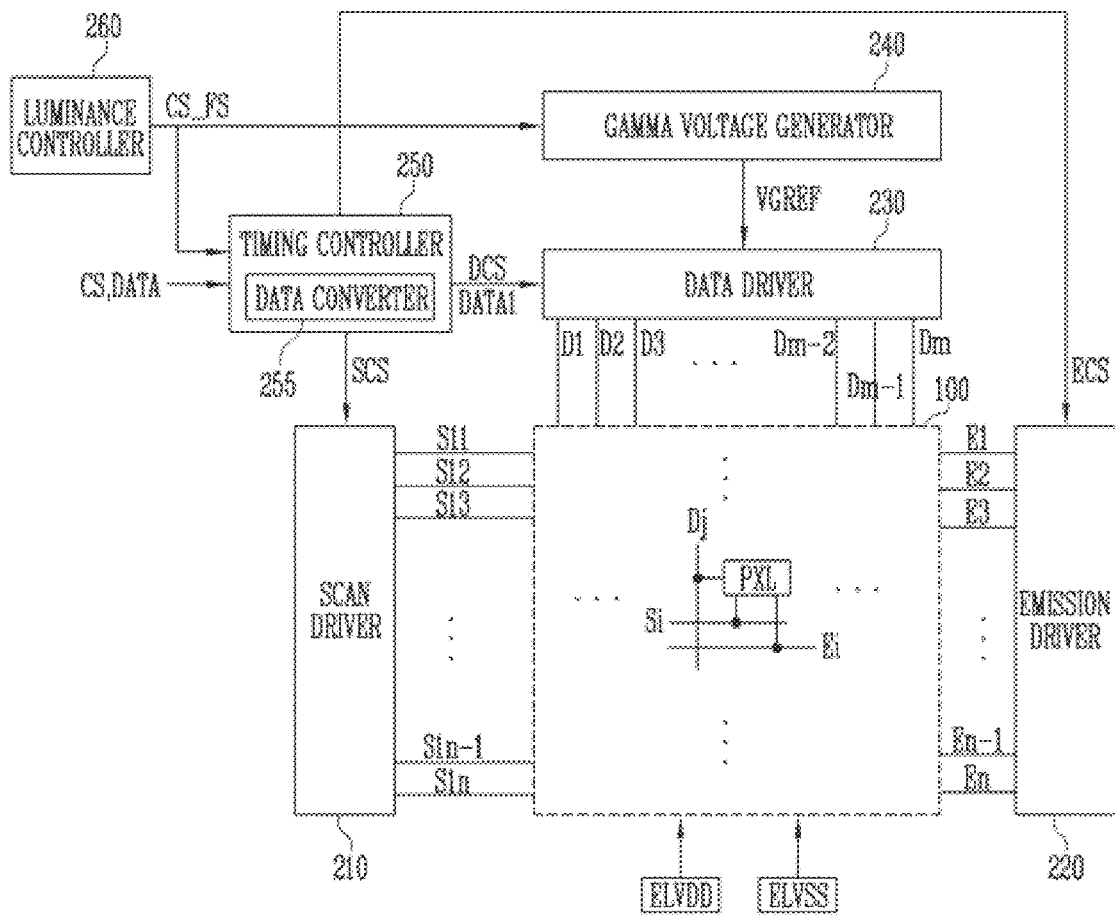 260
LUMINANCE
CONTROLLER
CS_FS
240
GAMMA VOLTAGE GENERATOR
VGREF
250
TIMING CONTROLLER
DATA CONVERTER
255
CS,DATA
DCS
DATA1
230
DATA DRIVER
SCS
ECS
D1
D2
D3
. . .
Dm-2
Dm-1
Dm
100
SCAN
DRIVER
210
S11
S12
S13
S1n-1
S1n
Dj
PXL
Si
Ei
E1
E2
E3
En-1
En
EMISSION
DRIVER
220
ELVDD
ELVSS